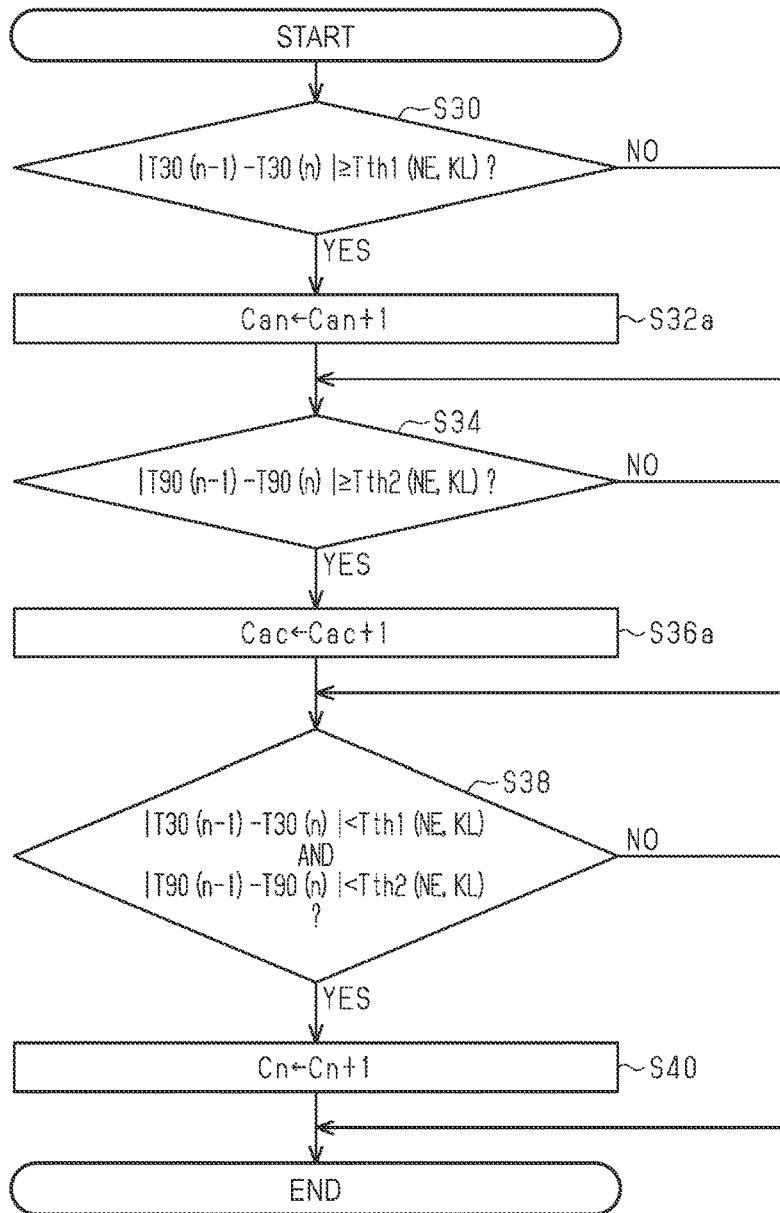 START
S30
|T30(n-1)-T30(n)|≥Tth1(NE, KL)?
NO
YES
Can←Can+1
S32a
S34
|T90(n-1)-T90(n)|≥Tth2(NE, KL)?
NO
YES
Cac←Cac+1
S36a
S38
|T30(n-1)-T30(n)|<Tth1(NE, KL)
AND
|T90(n-1)-T90(n)|<Tth2(NE, KL)
?
NO
YES
Cn←Cn+1
S40
END